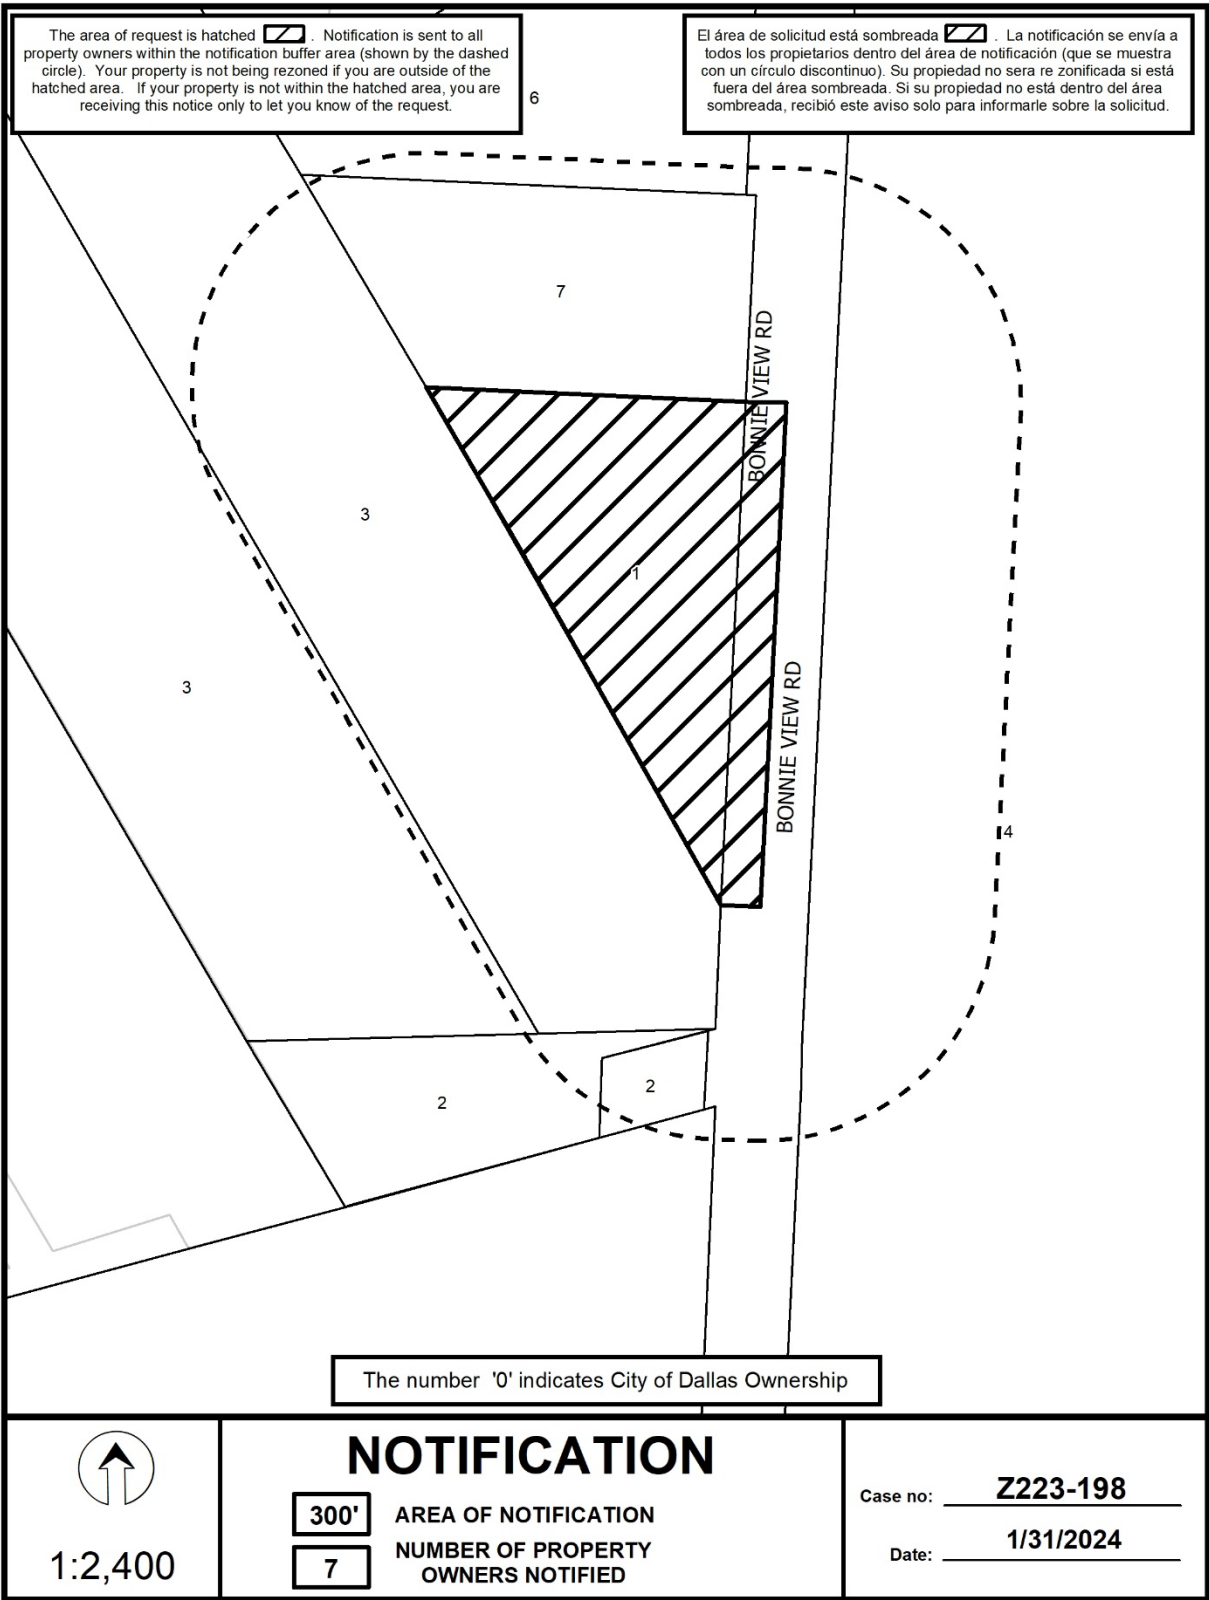 The area of request is hatched . Notification is sent to all
property owners within the notification buffer area (shown by the dashed
circle). Your property is not being rezoned if you are outside of the
hatched area. If your property is not within the hatched area, you are
receiving this notice only to let you know of the request.
El área de solicitud está sombreada . La notificación se envía a
todos los propietarios dentro del área de notificación (que se muestra
con un círculo discontinuo). Su propiedad no sera re zonificada si está
fuera del área sombreada. Si su propiedad no está dentro del área
sombreada, recibió este aviso solo para informarle sobre la solicitud.
6
7
BONNIE VIEW RD
3
1
3
BONNIE VIEW RD
4
2
2
The number '0' indicates City of Dallas Ownership
1:2,400
NOTIFICATION
300' AREA OF NOTIFICATION
7 NUMBER OF PROPERTY
OWNERS NOTIFIED
Case no: Z223-198
Date: 1/31/2024